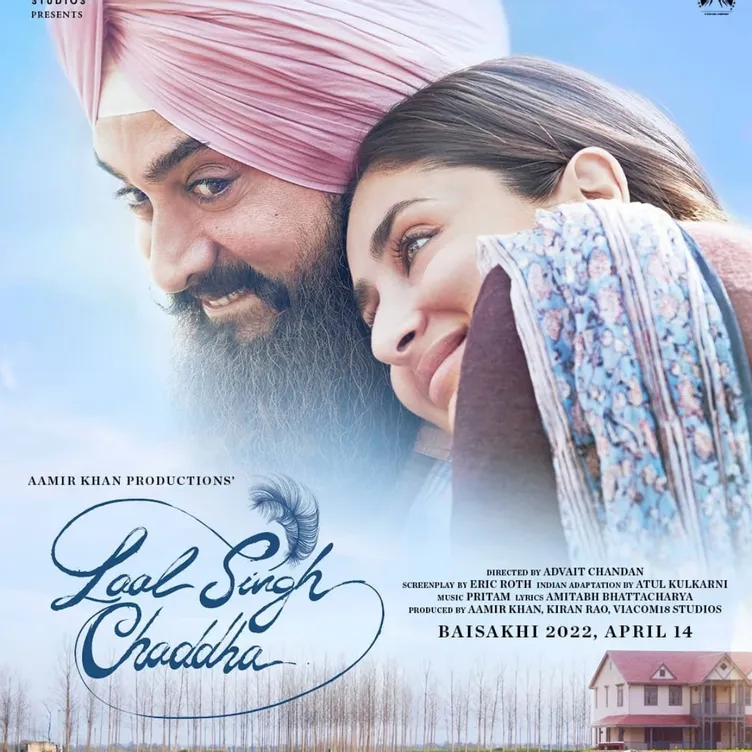 STUDIOS
PRESENTS
AAMIR KHAN PRODUCTIONS'
Laal Singh
Chaddha
DIRECTED BY ADVAIT CHANDAN
SCREENPLAY BY ERIC ROTH INDIAN ADAPTATION BY ATUL KULKARNI
MUSIC PRITAM LYRICS AMITABH BHATTACHARYA
PRODUCED BY AAMIR KHAN, KIRAN RAO, VIACOM18 STUDIOS
BAISAKHI 2022, APRIL 14